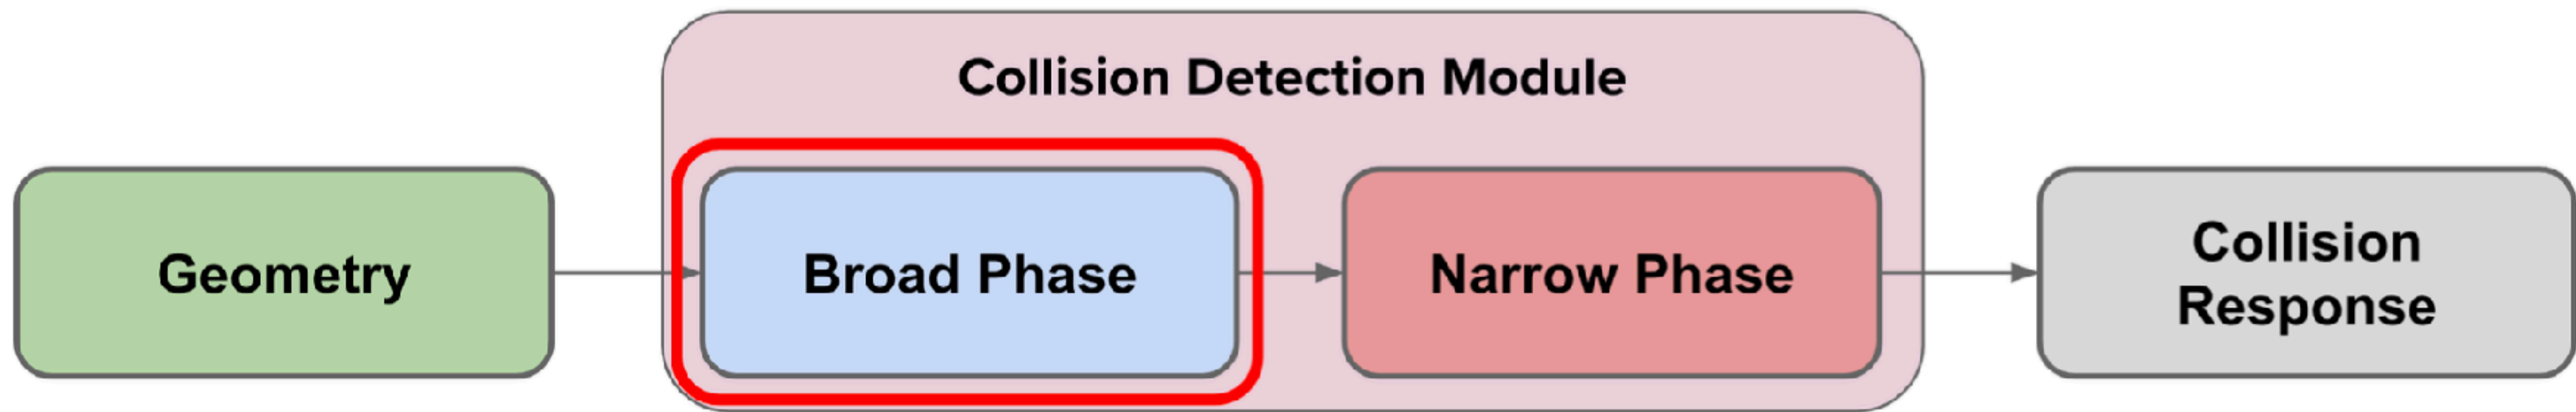 Collision Detection Module
Geometry
Broad Phase
Narrow Phase
Collision
Response